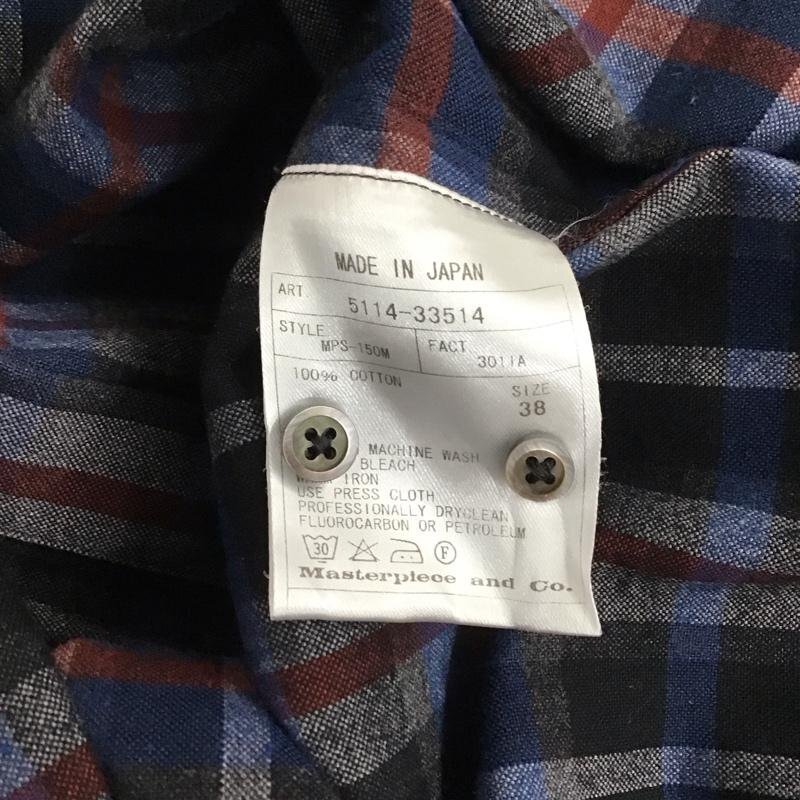 MADE IN JAPAN
ART. 5114-33514
STYLE MPS-150M FACT 3011A
100% COTTON
SIZE
38
MACHINE WASH
BLEACH
IRON
USE PRESS CLOTH
PROFESSIONALLY DRYCLEAN
FLUOROCARBON OR PETROLEUM
30 F
Masterpiece and Co.